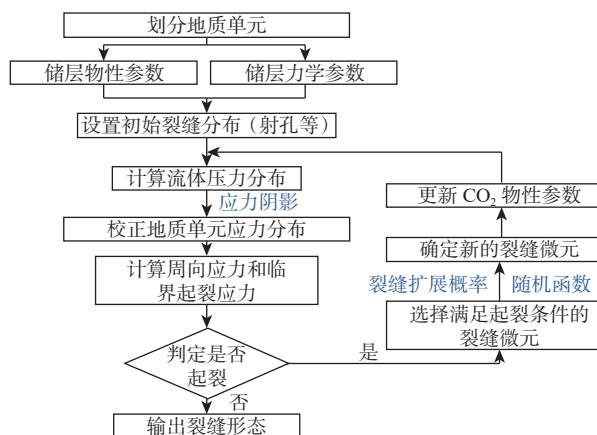 划分地质单元
储层物性参数
储层力学参数
设置初始裂缝分布（射孔等）
计算流体压力分布
应力阴影
校正地质单元应力分布
计算周向应力和临
界起裂应力
判定是否
起裂
是
否
输出裂缝形态
更新 CO₂ 物性参数
确定新的裂缝微元
裂缝扩展概率
随机函数
选择满足起裂条件的
裂缝微元